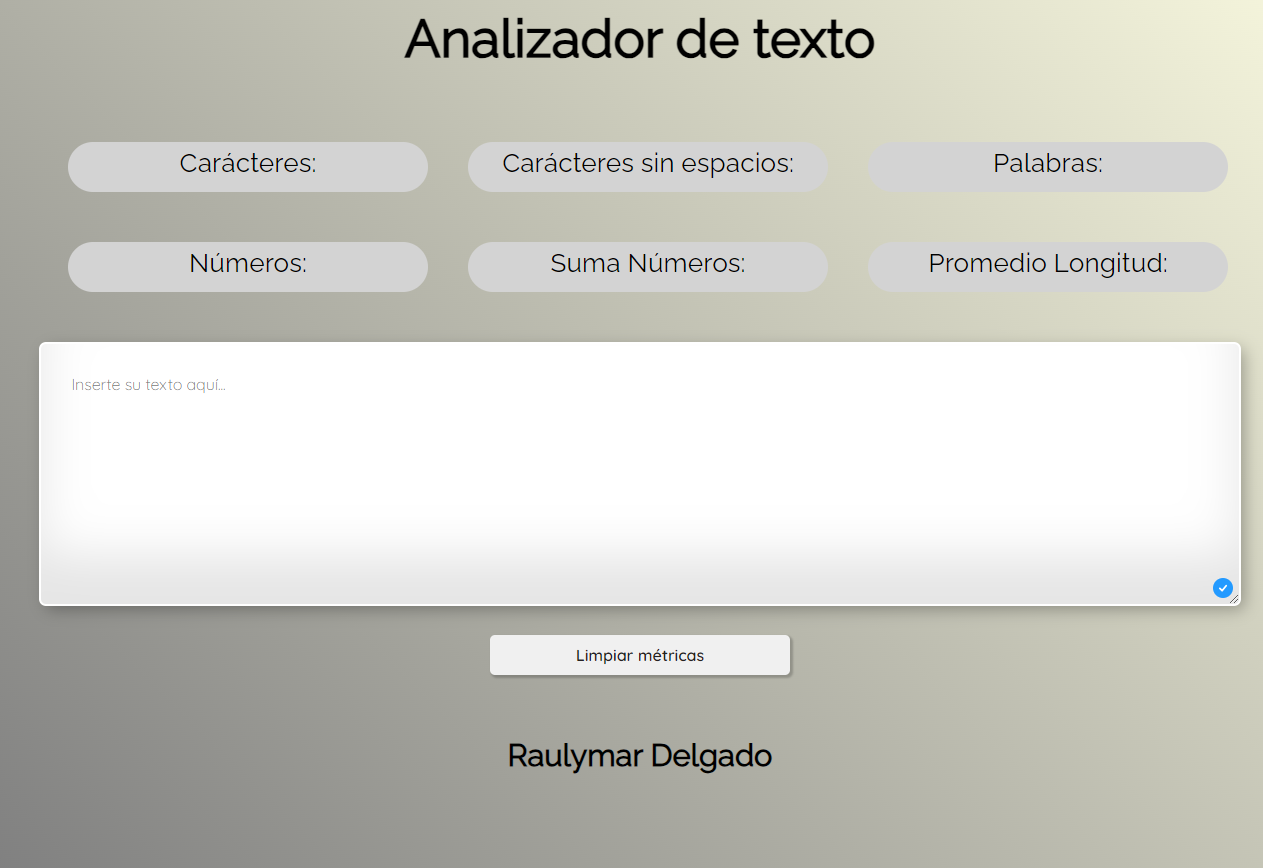 Analizador de texto
Carácteres:
Carácteres sin espacios:
Palabras:
Números:
Suma Números:
Promedio Longitud:
Inserte su texto aquí...
Limpiar métricas
Raulymar Delgado